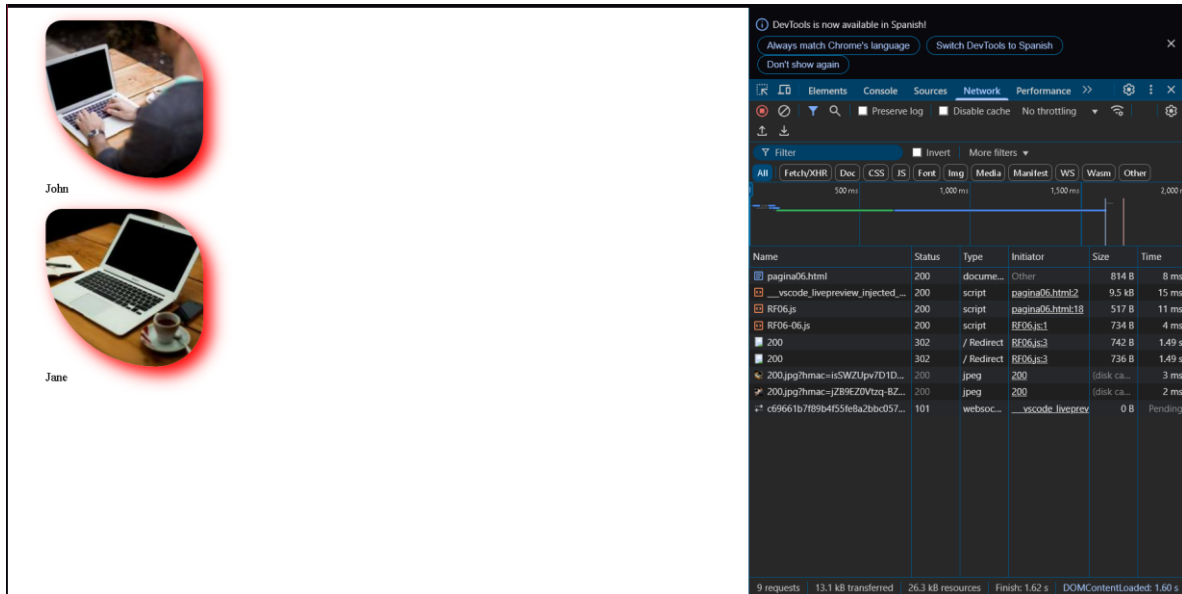 John
Jane
DevTools is now available in Spanish!
Always match Chrome's language Switch DevTools to Spanish
Don't show again
Elements Console Sources Network Performance
Preserve log Disable cache No throttling
Filter Invert More filters
All Fetch/XHR Doc CSS JS Font Img Media Manifest WS Wasm Other
500 ms 1,000 ms 1,500 ms 2,000
Name Status Type Initiator Size Time
pagina06.html 200 docume... Other 814 B 8 ms
__vscode_livepreview_injected_... 200 script pagina06.html:2 9.5 kB 15 ms
RF06.js 200 script pagina06.html:18 517 B 11 ms
RF06-06.js 200 script RF06.js:1 734 B 4 ms
200 302 / Redirect RF06.js:3 742 B 1.49 s
200 302 / Redirect RF06.js:3 736 B 1.49 s
200.jpg?hmac=isSWZUpv7D1D... 200 jpeg 200 (disk ca... 3 ms
200.jpg?hmac=jZB9EZ0Vtzq-BZ... 200 jpeg 200 (disk ca... 2 ms
c69661b7f89b4f55fe8a2bbc057... 101 websoc... __vscode_liveprev 0 B Pending
9 requests 13.1 kB transferred 26.3 kB resources Finish: 1.62 s DOMContentLoaded: 1.60 s